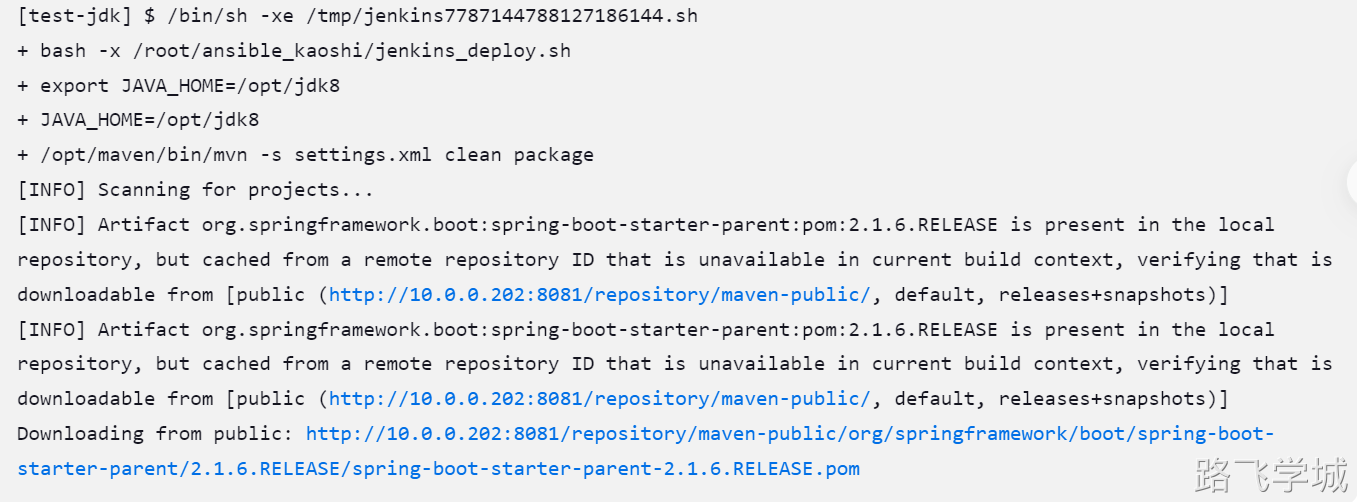 [test-jdk] $ /bin/sh -xe /tmp/jenkins7787144788127186144.sh
+ bash -x /root/ansible_kaoshi/jenkins_deploy.sh
+ export JAVA_HOME=/opt/jdk8
+ JAVA_HOME=/opt/jdk8
+ /opt/maven/bin/mvn -s settings.xml clean package
[INFO] Scanning for projects...
[INFO] Artifact org.springframework.boot:spring-boot-starter-parent:pom:2.1.6.RELEASE is present in the local
repository, but cached from a remote repository ID that is unavailable in current build context, verifying that is
downloadable from [public (http://10.0.0.202:8081/repository/maven-public/, default, releases+snapshots)]
[INFO] Artifact org.springframework.boot:spring-boot-starter-parent:pom:2.1.6.RELEASE is present in the local
repository, but cached from a remote repository ID that is unavailable in current build context, verifying that is
downloadable from [public (http://10.0.0.202:8081/repository/maven-public/, default, releases+snapshots)]
Downloading from public: http://10.0.0.202:8081/repository/maven-public/org/springframework/boot/spring-boot-
starter-parent/2.1.6.RELEASE/spring-boot-starter-parent-2.1.6.RELEASE.pom
路飞学城